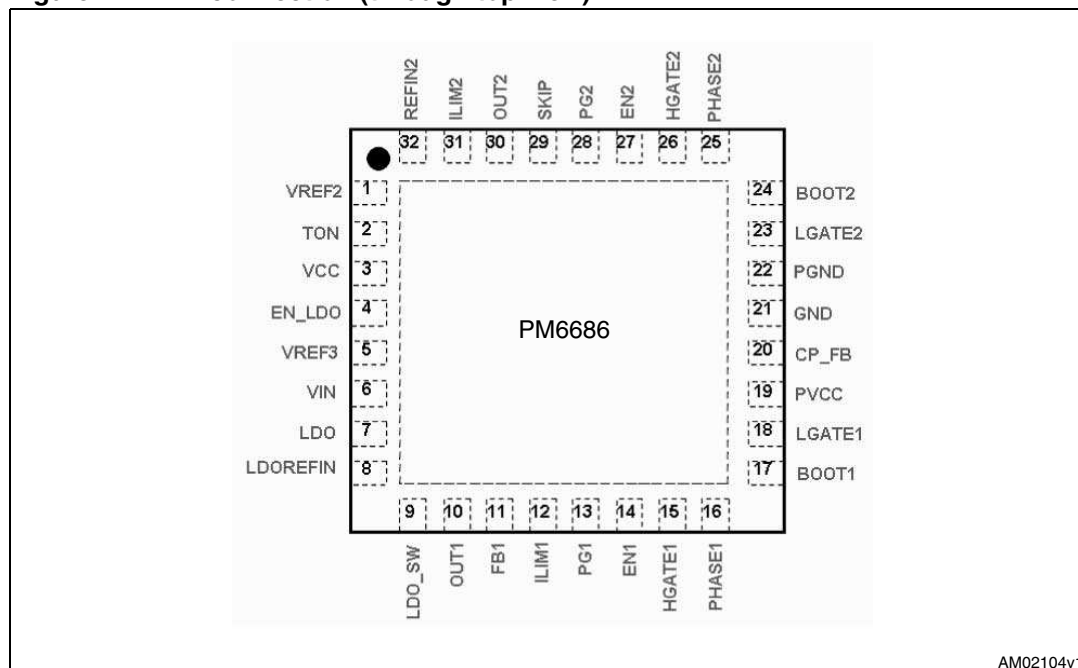 REFIN2
ILIM2
OUT2
SKIP
PG2
EN2
HGATE2
PHASE2
32 31 30 29 28 27 26 25
VREF2 1
TON 2
VCC 3
EN_LDO 4
VREF3 5
VIN 6
LDO 7
LDOREFIN 8
PM6686
24 BOOT2
23 LGATE2
22 PGND
21 GND
20 CP_FB
19 PVCC
18 LGATE1
17 BOOT1
9 10 11 12 13 14 15 16
LDO_SW
OUT1
FB1
ILIM1
PG1
EN1
HGATE1
PHASE1